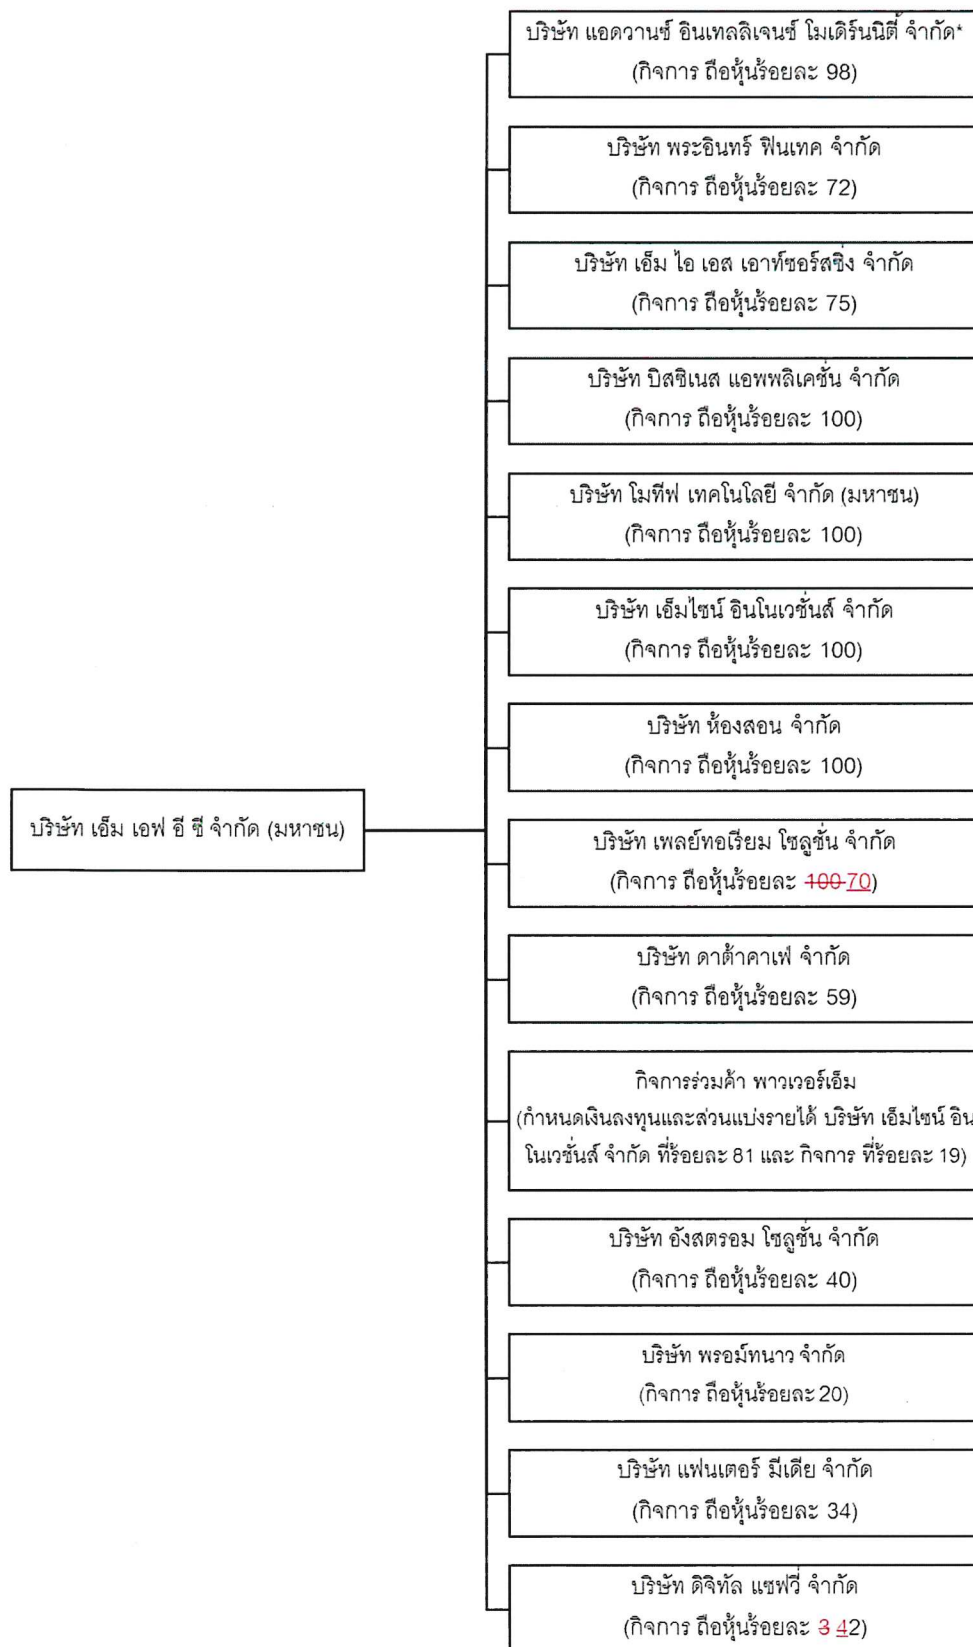 บริษัท แอดวานซ์ อินเทลลิเจนซ์ โมเดิร์นนิตี้ จำกัด*
(กิจการ ถือหุ้นร้อยละ 98)
บริษัท พระอินทร์ ฟินเทค จำกัด
(กิจการ ถือหุ้นร้อยละ 72)
บริษัท เอ็ม ไอ เอส เอาท์ซอร์สซิ่ง จำกัด
(กิจการ ถือหุ้นร้อยละ 75)
บริษัท บิสซิเนส แอพพลิเคชั่น จำกัด
(กิจการ ถือหุ้นร้อยละ 100)
บริษัท โมทีฟ เทคโนโลยี จำกัด (มหาชน)
(กิจการ ถือหุ้นร้อยละ 100)
บริษัท เอ็มไซน์ อินโนเวชั่นส์ จำกัด
(กิจการ ถือหุ้นร้อยละ 100)
บริษัท ห้องสอน จำกัด
(กิจการ ถือหุ้นร้อยละ 100)
บริษัท เอ็ม เอฟ อี ซี จำกัด (มหาชน)
บริษัท เพลย์ทอเรียม โซลูชั่น จำกัด
(กิจการ ถือหุ้นร้อยละ 100 70)
บริษัท ดาต้าคาเฟ่ จำกัด
(กิจการ ถือหุ้นร้อยละ 59)
กิจการร่วมค้า พาวเวอร์เอ็ม
(กำหนดเงินลงทุนและส่วนแบ่งรายได้ บริษัท เอ็มไซน์ อิน
โนเวชั่นส์ จำกัด ที่ร้อยละ 81 และ กิจการ ที่ร้อยละ 19)
บริษัท อังสตรอม โซลูชั่น จำกัด
(กิจการ ถือหุ้นร้อยละ 40)
บริษัท พรอม์ทนาว จำกัด
(กิจการ ถือหุ้นร้อยละ 20)
บริษัท แฟนเตอร์ มีเดีย จำกัด
(กิจการ ถือหุ้นร้อยละ 34)
บริษัท ดิจิทัล แซฟวี่ จำกัด
(กิจการ ถือหุ้นร้อยละ 3 42)